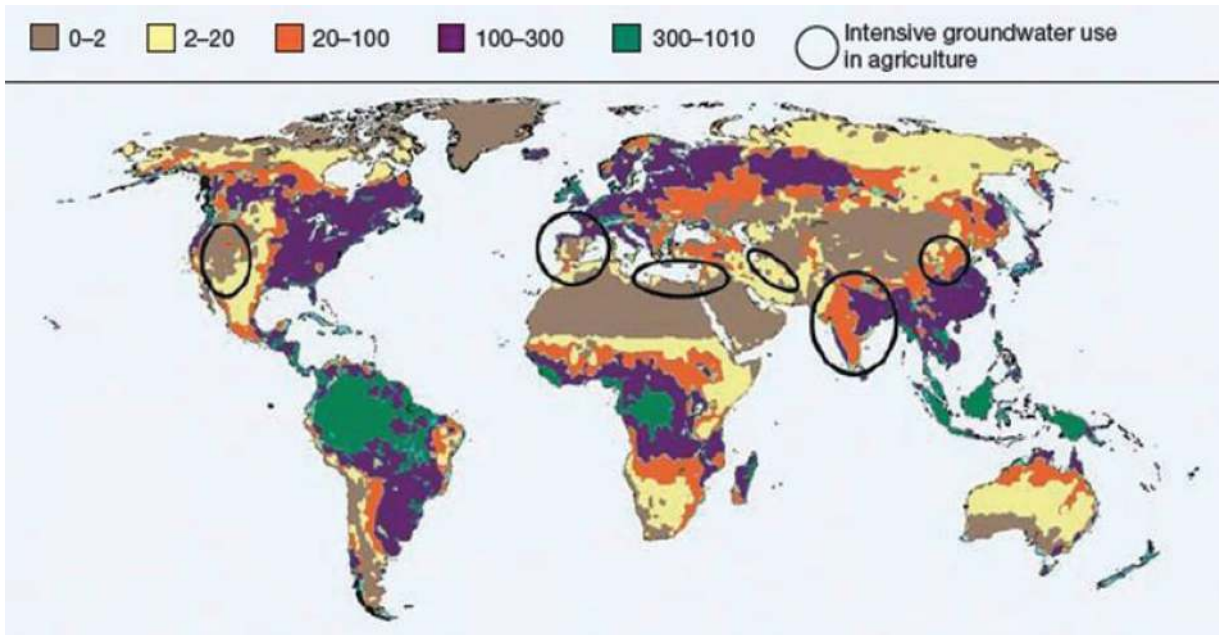 0–2 2–20 20–100 100–300 300–1010 Intensive groundwater use
in agriculture